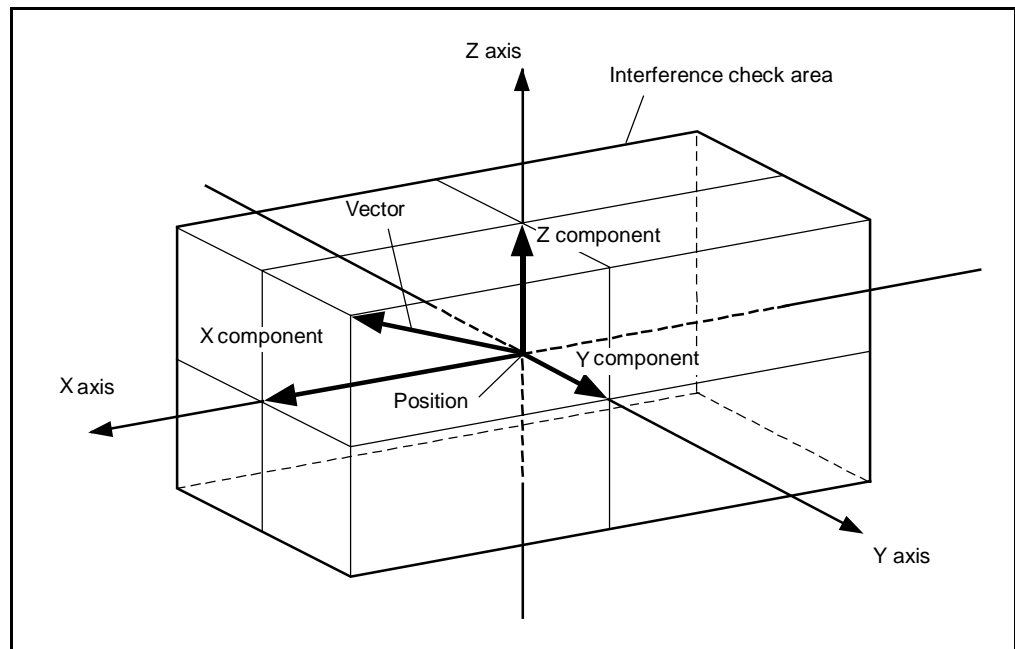 Z axis
Interference check area
Vector
Z component
X component
Y component
X axis
Position
Y axis